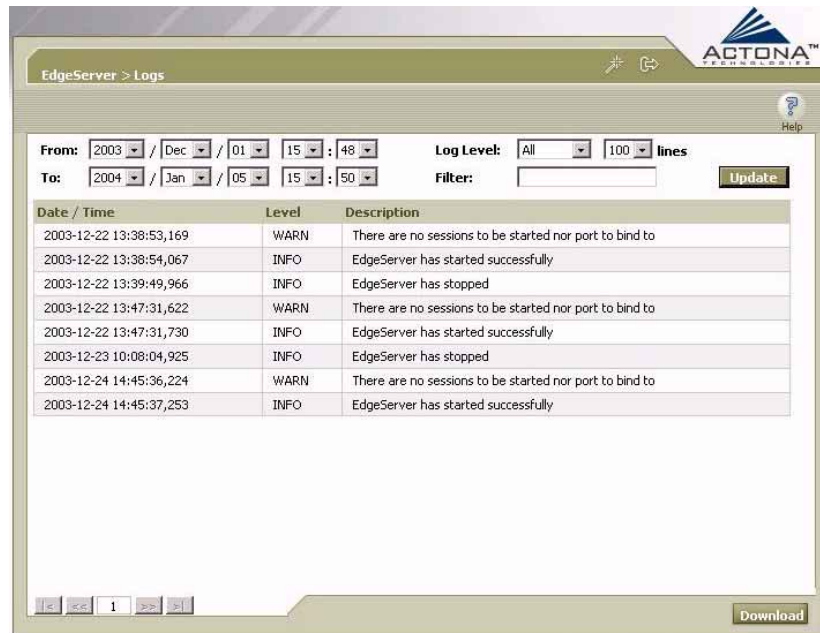 ACTONA™
TECHNOLOGIES
EdgeServer > Logs
Help
From: 2003 / Dec / 01 15 : 48 Log Level: All 100 lines
To: 2004 / Jan / 05 15 : 50 Filter: Update
Date / Time Level Description
2003-12-22 13:38:53,169 WARN There are no sessions to be started nor port to bind to
2003-12-22 13:38:54,067 INFO EdgeServer has started successfully
2003-12-22 13:39:49,966 INFO EdgeServer has stopped
2003-12-22 13:47:31,622 WARN There are no sessions to be started nor port to bind to
2003-12-22 13:47:31,730 INFO EdgeServer has started successfully
2003-12-23 10:08:04,925 INFO EdgeServer has stopped
2003-12-24 14:45:36,224 WARN There are no sessions to be started nor port to bind to
2003-12-24 14:45:37,253 INFO EdgeServer has started successfully
|< << 1 >> >|
Download